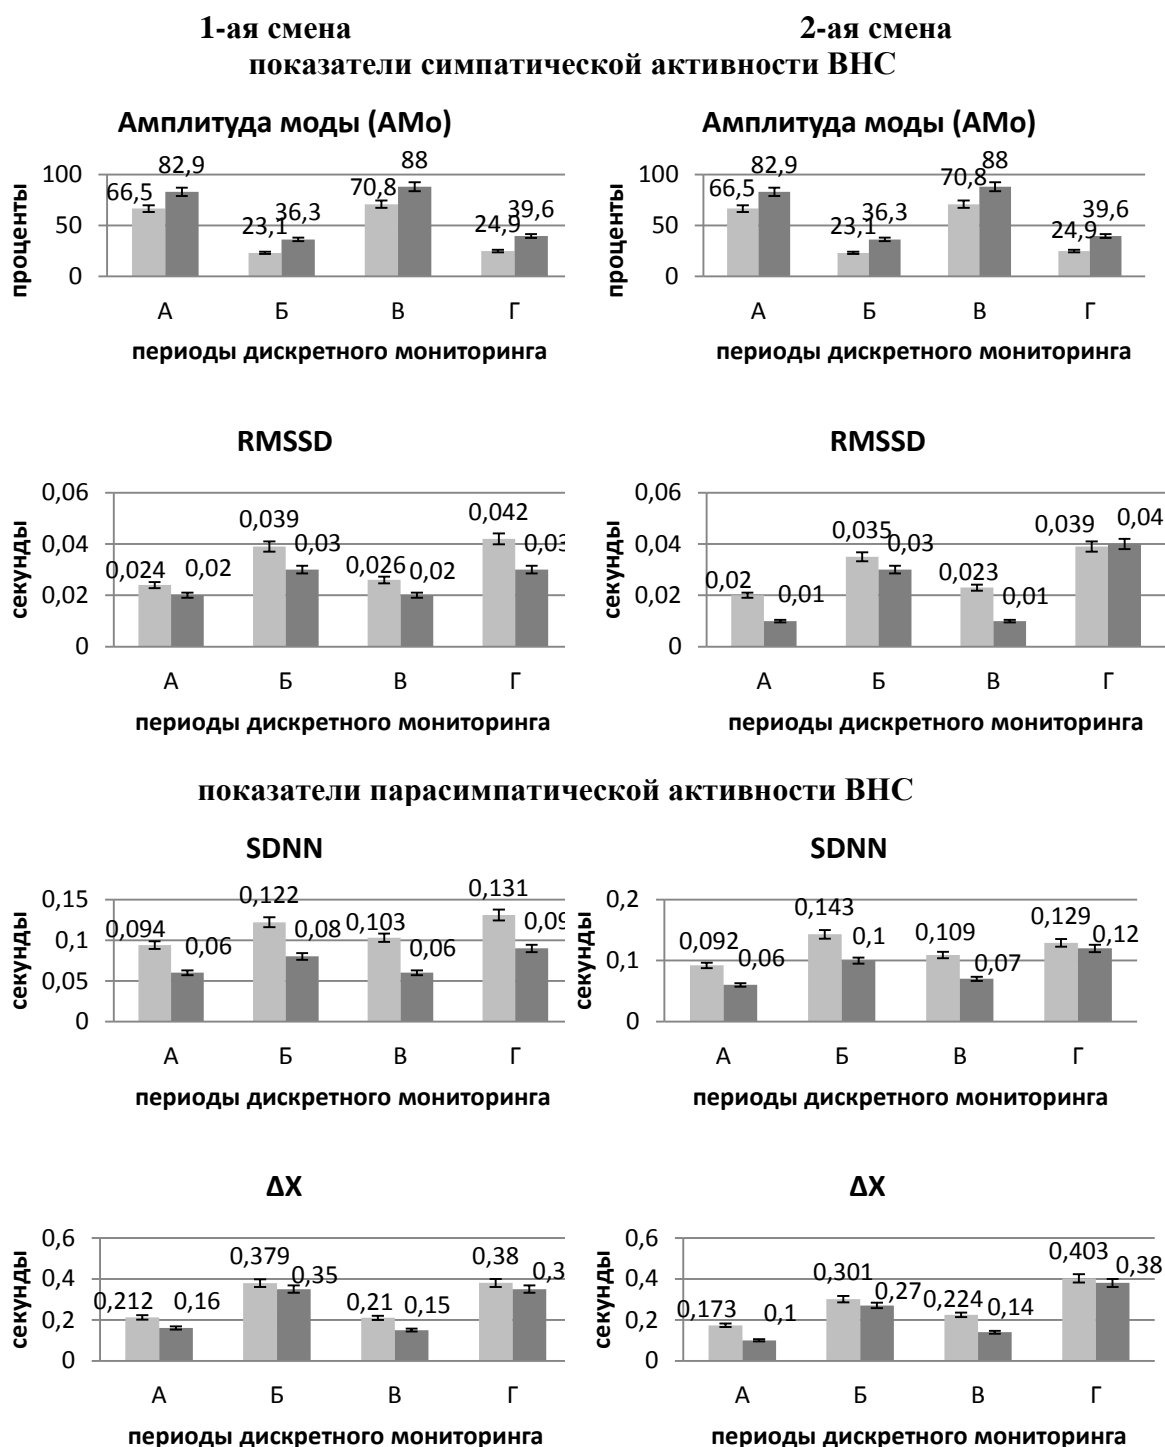 1-ая смена 2-ая смена
показатели симпатической активности ВНС
Амплитуда моды (АМо) Амплитуда моды (АМо)
проценты
100
50
0
66,5 82,9 23,1 36,3 70,8 88 24,9 39,6
А Б В Г
периоды дискретного мониторинга
проценты
100
50
0
66,5 82,9 23,1 36,3 70,8 88 24,9 39,6
А Б В Г
периоды дискретного мониторинга
RMSSD RMSSD
секунды
0,06
0,04
0,02
0
0,024 0,02 0,039 0,03 0,026 0,02 0,042 0,03
А Б В Г
периоды дискретного мониторинга
секунды
0,06
0,04
0,02
0
0,02 0,01 0,035 0,03 0,023 0,01 0,039 0,04
А Б В Г
периоды дискретного мониторинга
показатели парасимпатической активности ВНС
SDNN SDNN
секунды
0,15
0,1
0,05
0
0,094 0,06 0,122 0,08 0,103 0,06 0,131 0,09
А Б В Г
периоды дискретного мониторинга
секунды
0,2
0,1
0
0,092 0,06 0,143 0,1 0,109 0,07 0,129 0,12
А Б В Г
периоды дискретного мониторинга
ΔX ΔX
секунды
0,6
0,4
0,2
0
0,212 0,16 0,379 0,35 0,21 0,15 0,38 0,3
А Б В Г
периоды дискретного мониторинга
секунды
0,6
0,4
0,2
0
0,173 0,1 0,301 0,27 0,224 0,14 0,403 0,38
А Б В Г
периоды дискретного мониторинга